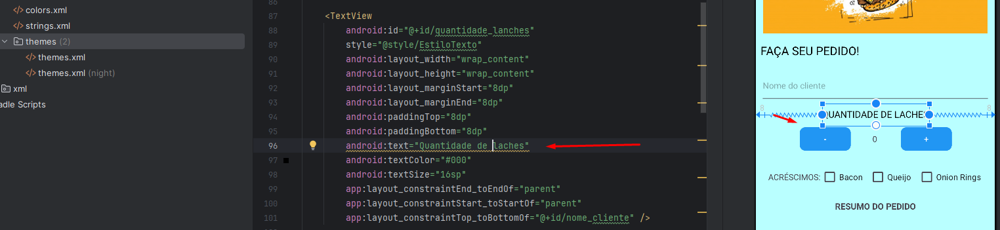 colors.xml
strings.xml
themes (2)
themes.xml
themes.xml (night)
xml
adle Scripts
86
87 <TextView
88 android:id="@+id/quantidade_lanches"
89 style="@style/EstiloTexto"
90 android:layout_width="wrap_content"
91 android:layout_height="wrap_content"
92 android:layout_marginStart="8dp"
93 android:layout_marginEnd="8dp"
94 android:paddingTop="8dp"
95 android:paddingBottom="8dp"
96 android:text="Quantidade de laches"
97 android:textColor="#000"
98 android:textSize="16sp"
99 app:layout_constraintEnd_toEndOf="parent"
100 app:layout_constraintStart_toStartOf="parent"
101 app:layout_constraintTop_toBottomOf="@+id/nome_cliente" />
FAÇA SEU PEDIDO!
Nome do cliente
8 8
QUANTIDADE DE LACHES
- 0 +
ACRÉSCIMOS: Bacon Queijo Onion Rings
RESUMO DO PEDIDO